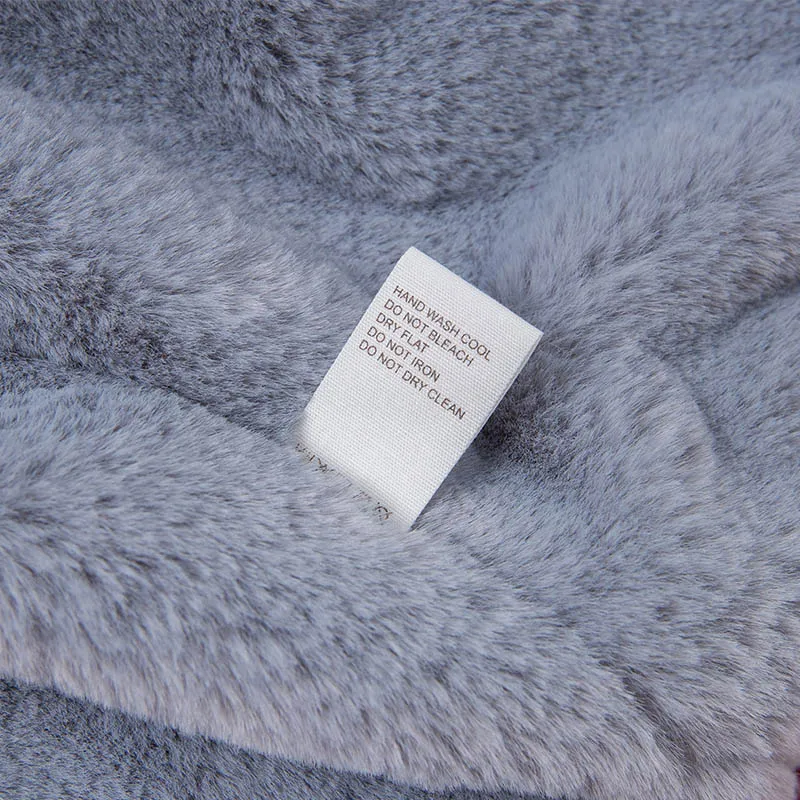 HAND WASH COOL
DO NOT BLEACH
DRY FLAT
DO NOT IRON
DO NOT DRY CLEAN